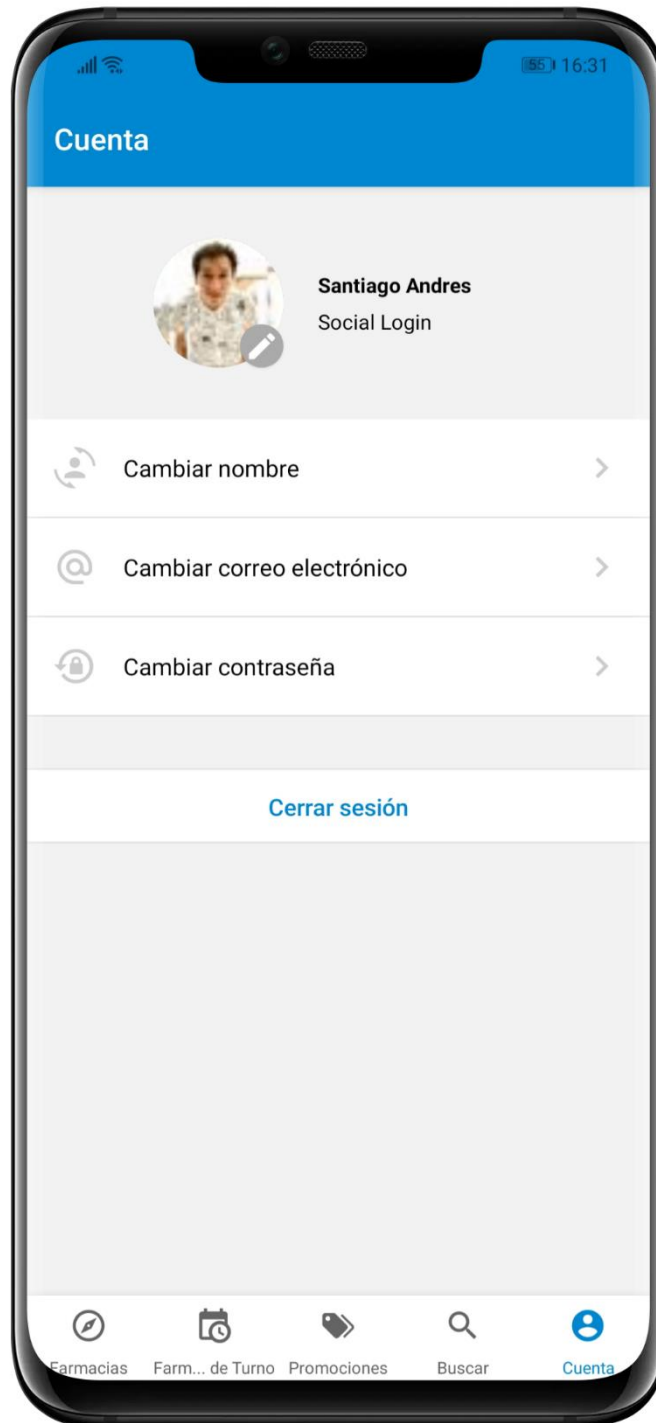 55 16:31
Cuenta
Santiago Andres
Social Login
Cambiar nombre
Cambiar correo electrónico
Cambiar contraseña
Cerrar sesión
Farmacias Farm... de Turno Promociones Buscar Cuenta